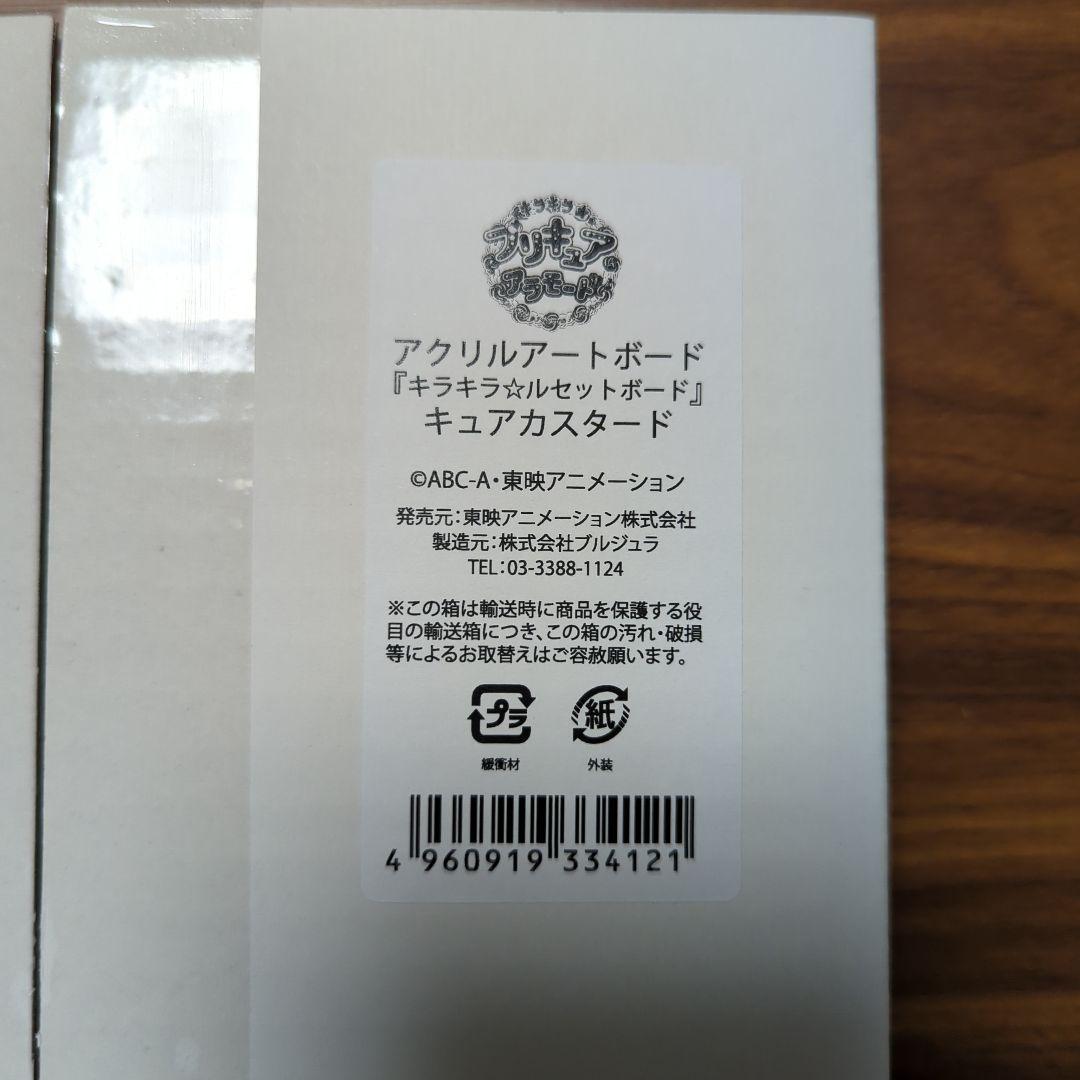 キラキラ☆
プリキュア
アラモード
アクリルアートボード
『キラキラ☆ルセットボード』
キュアカスタード
©ABC-A・東映アニメーション
発売元：東映アニメーション株式会社
製造元：株式会社ブルジュラ
TEL：03-3388-1124
※この箱は輸送時に商品を保護する役
目の輸送箱につき、この箱の汚れ・破損
等によるお取替えはご容赦願います。
プラ 紙
緩衝材 外装
4 960919 334121